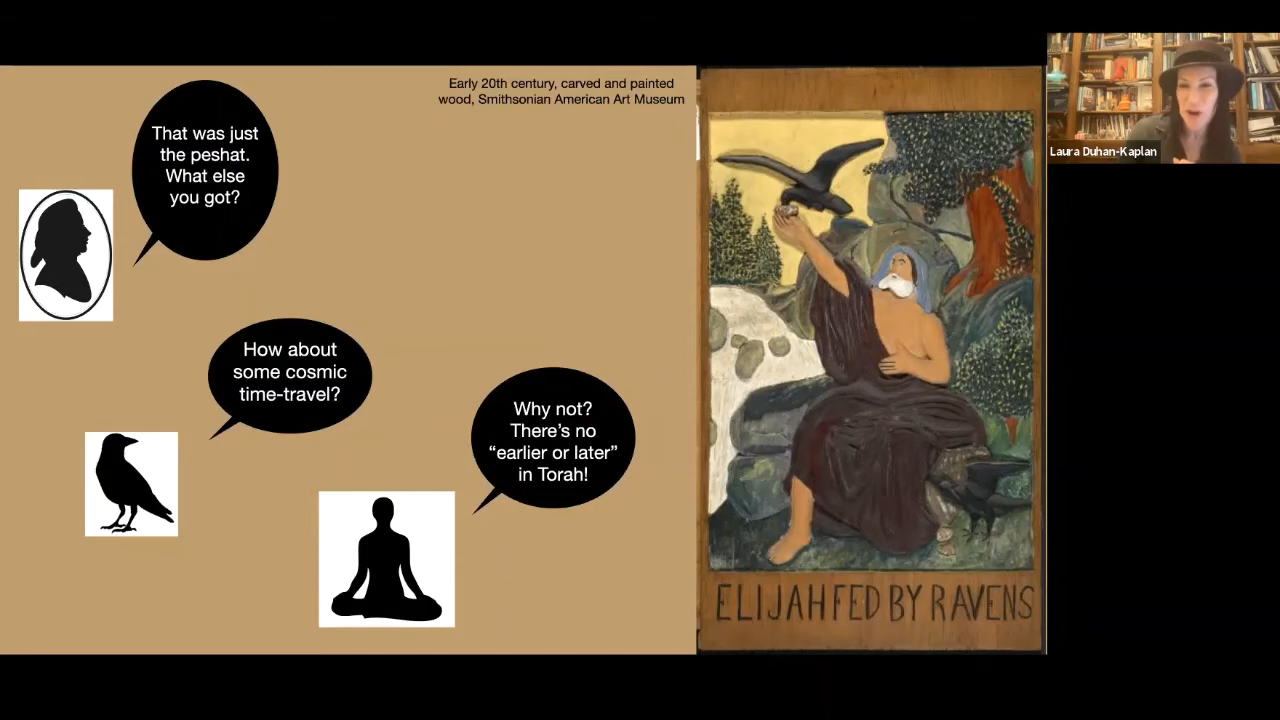 Early 20th century, carved and painted
wood, Smithsonian American Art Museum
That was just
the peshat.
What else
you got?
How about
some cosmic
time-travel?
Why not?
There’s no
“earlier or later”
in Torah!
ELIJAH FED BY RAVENS
Laura Duhan-Kaplan